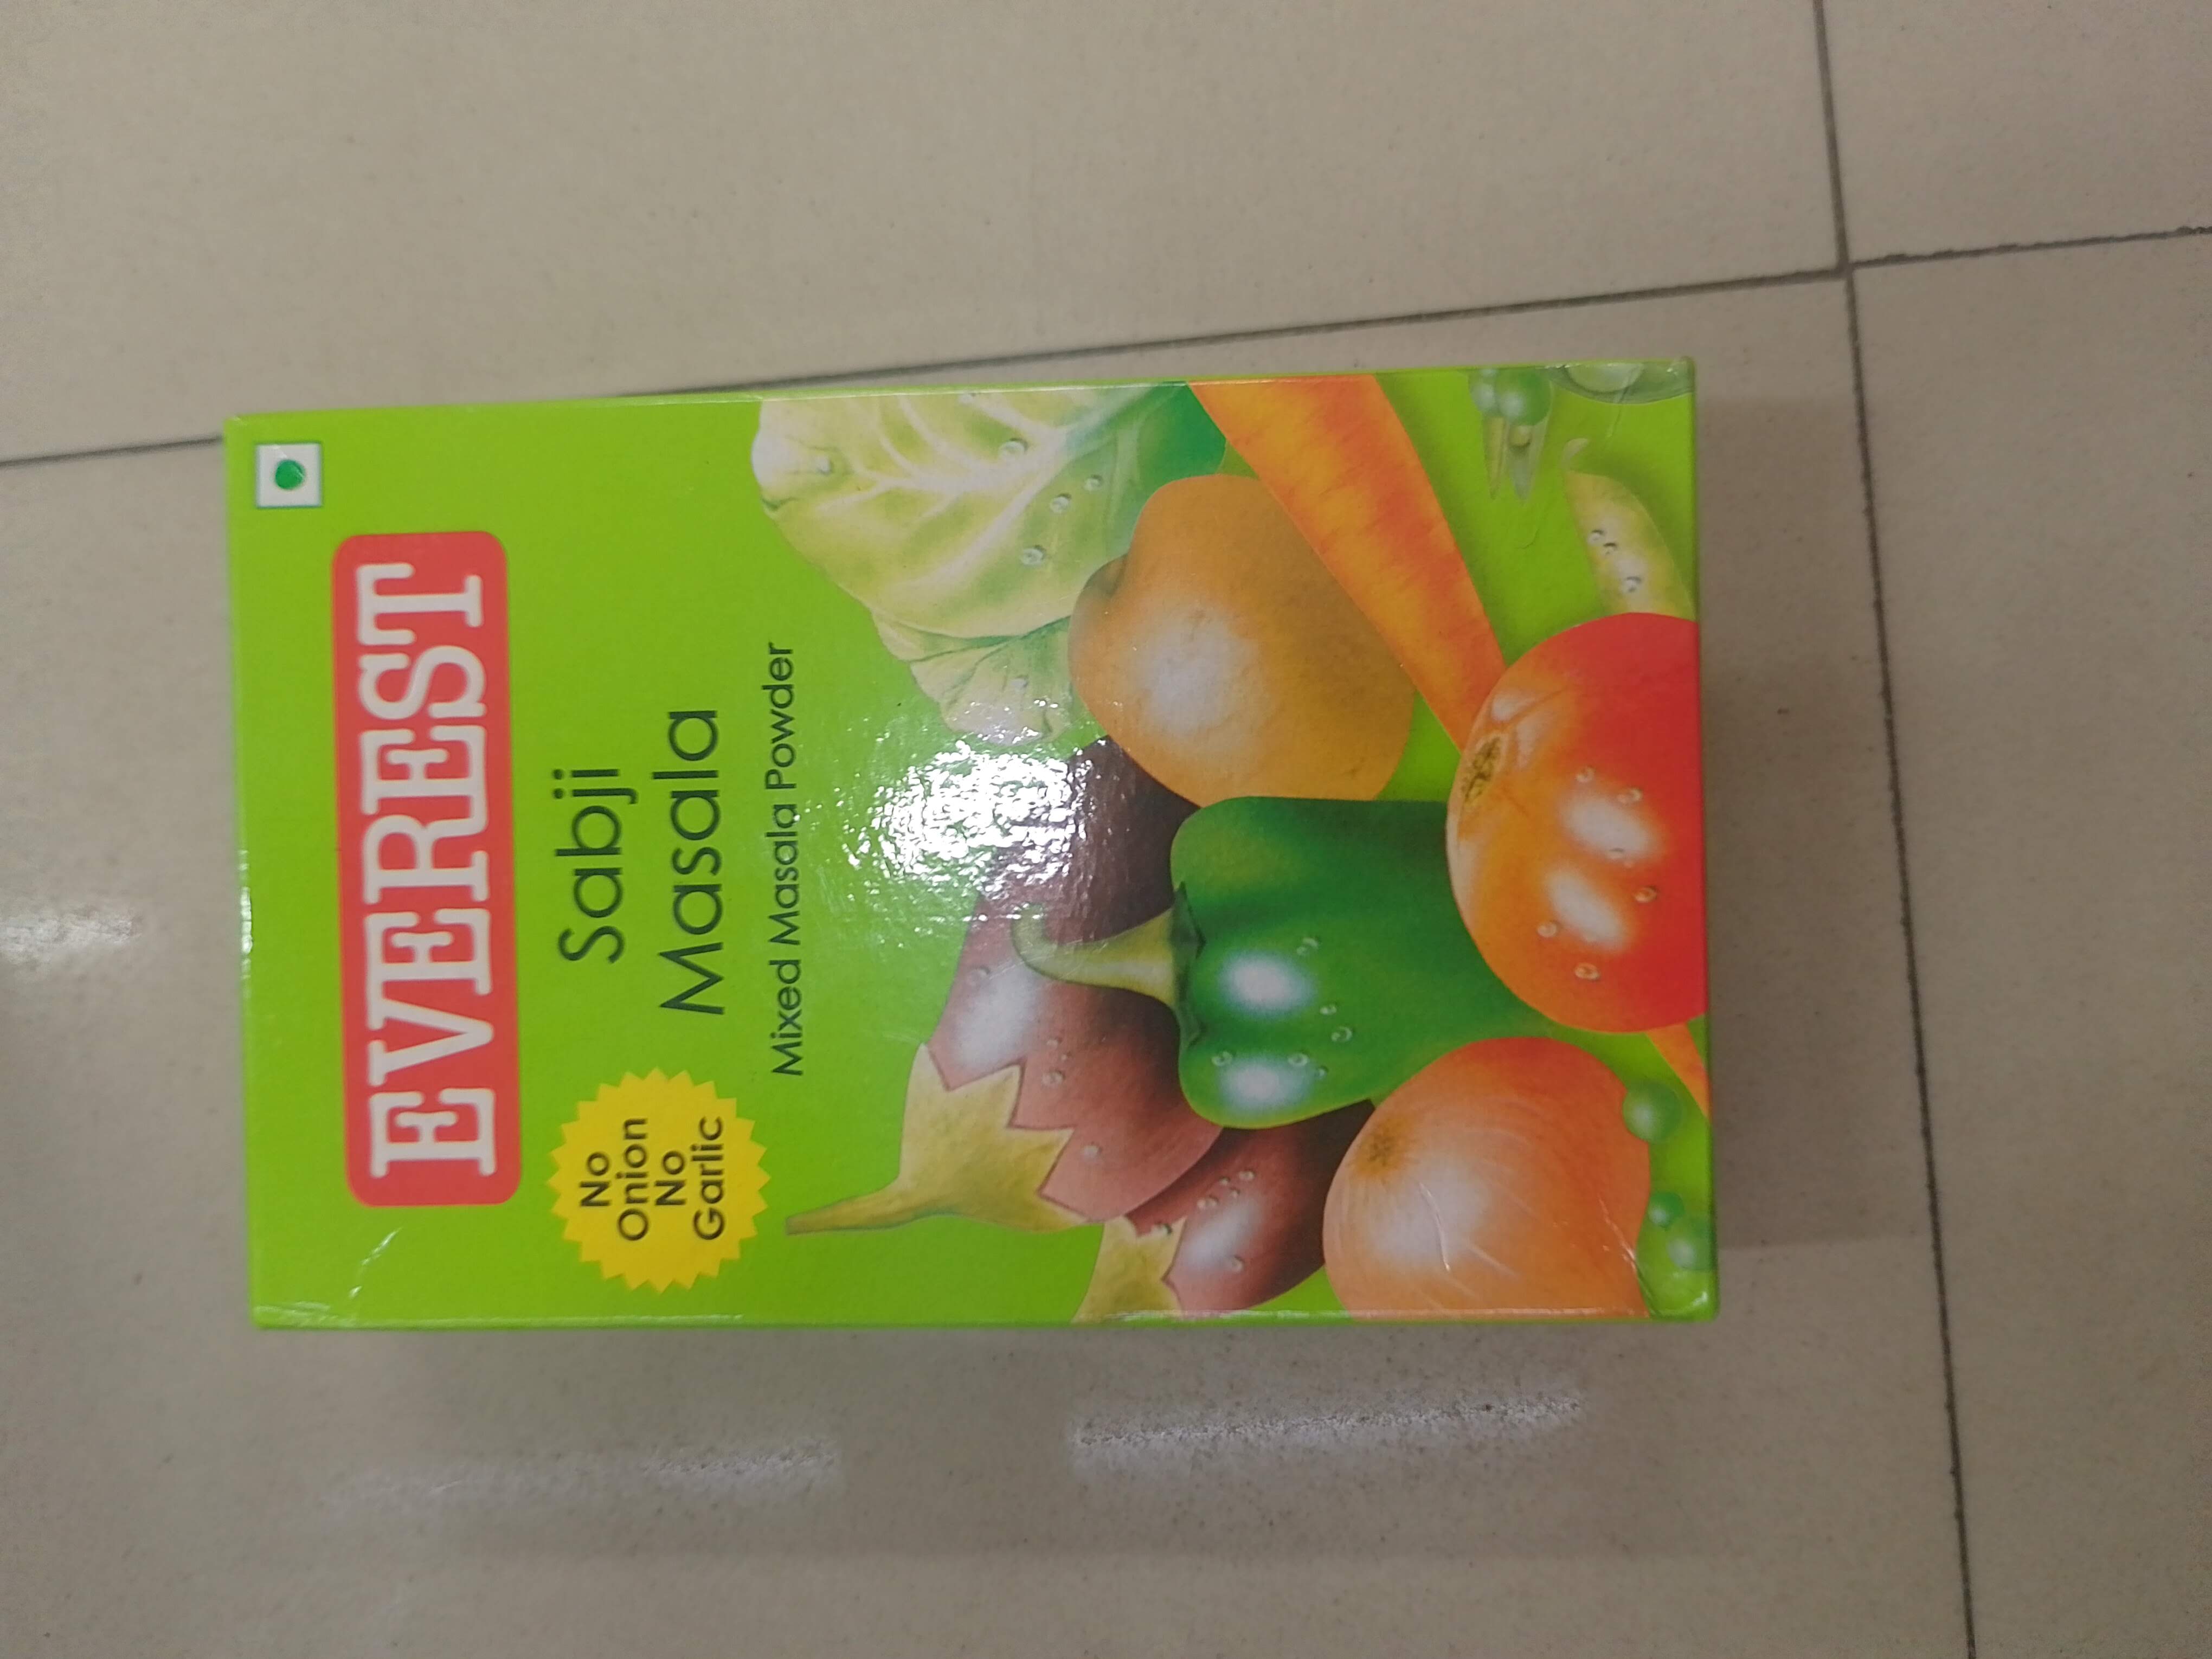 EVEREST
Sabji
Masala
Mixed Masala Powder
No
Onion
No
Garlic